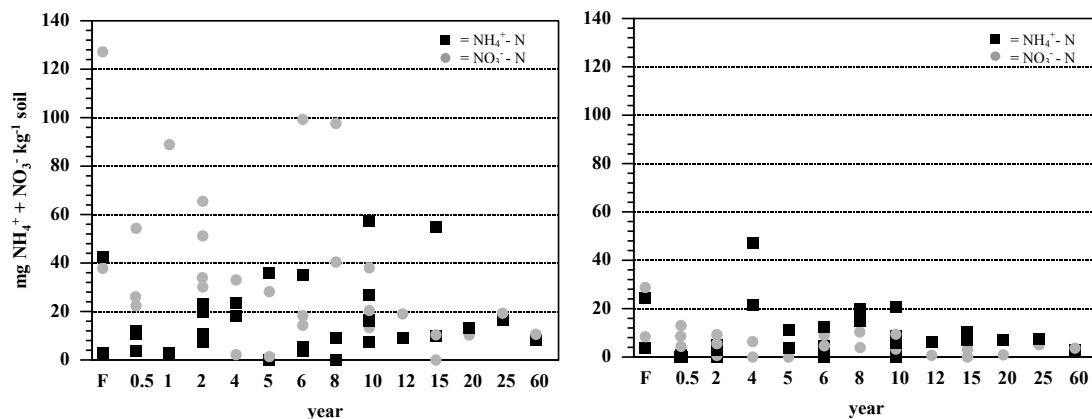 140
120
100
80
60
40
20
0
mg NH₄⁺ + NO₃⁻ kg⁻¹ soil
= NH₄⁺- N
= NO₃⁻- N
F 0.5 1 2 4 5 6 8 10 12 15 20 25 60
year
140
120
100
80
60
40
20
0
= NH₄⁺- N
= NO₃⁻- N
F 0.5 2 4 5 6 8 10 12 15 20 25 60
year